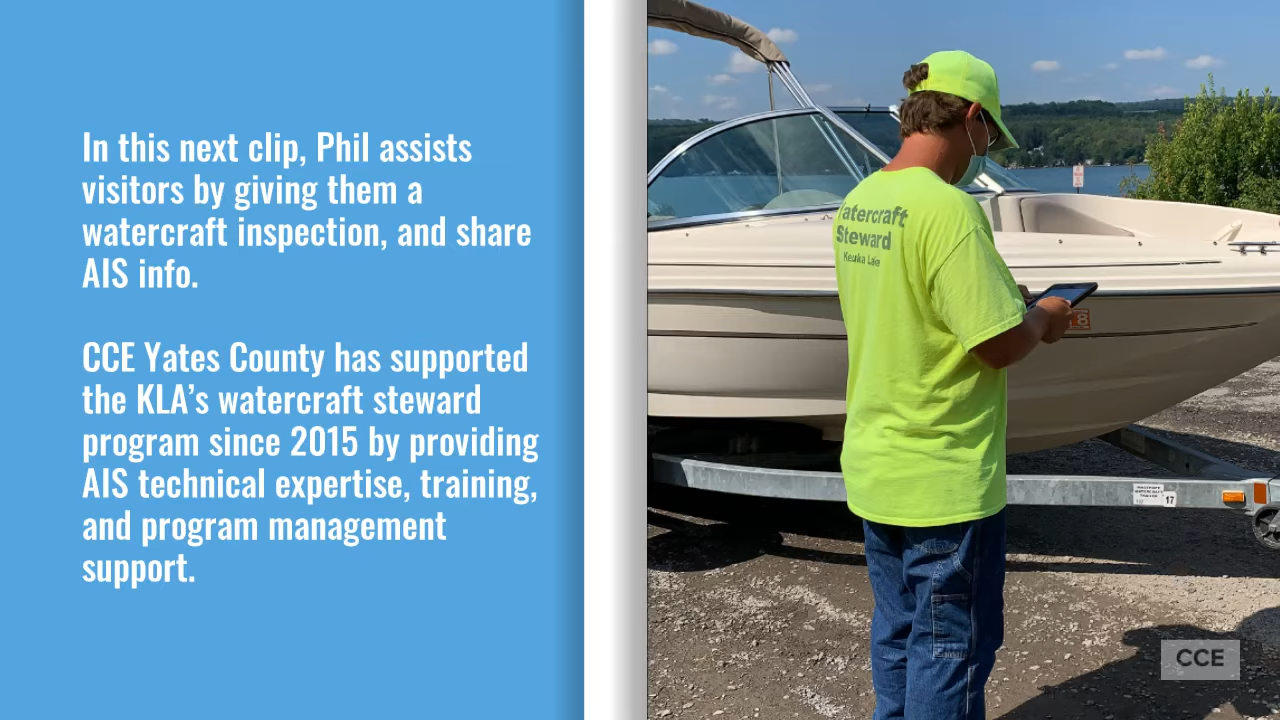 In this next clip, Phil assists
visitors by giving them a
watercraft inspection, and share
AIS info.
CCE Yates County has supported
the KLA's watercraft steward
program since 2015 by providing
AIS technical expertise, training,
and program management
support.
atercraft
Steward
Keuka Lake
8
17
CCE